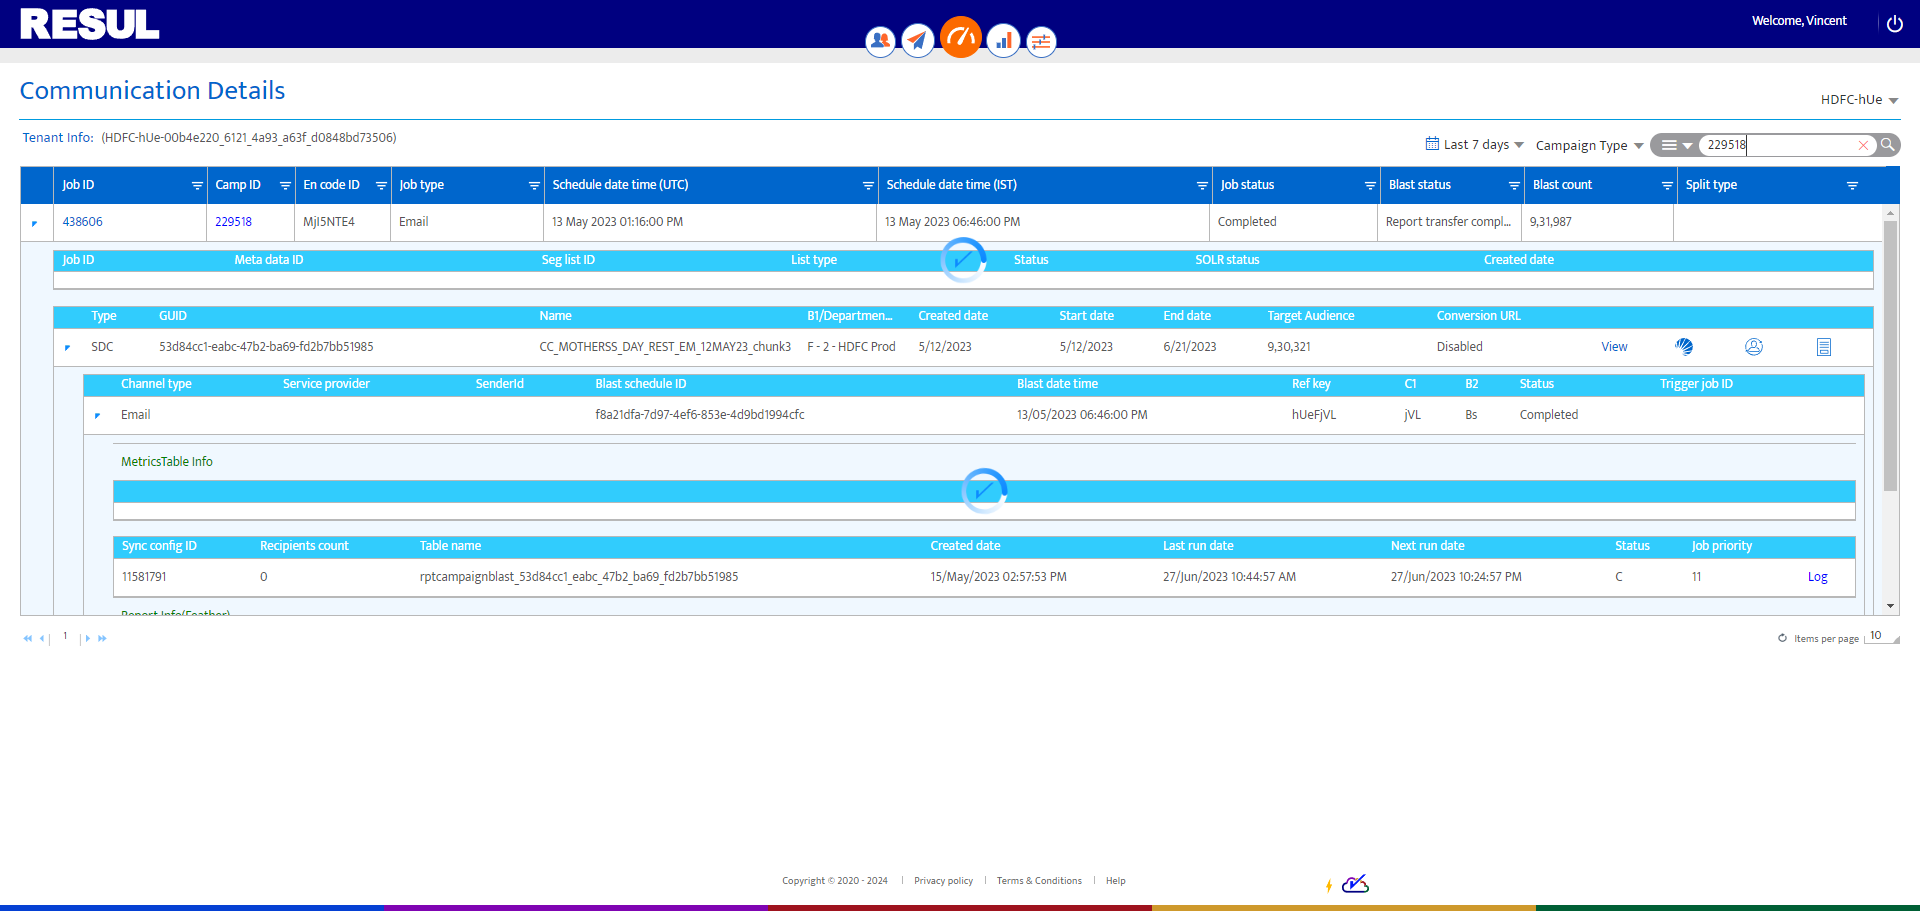 RESUL
Welcome, Vincent
Communication Details
HDFC-hUe
Tenant Info: (HDFC-hUe-00b4e220_6121_4a93_a63f_d0848bd73506)
Last 7 days Campaign Type 229518
Job ID Camp ID En code ID Job type Schedule date time (UTC) Schedule date time (IST) Job status Blast status Blast count Split type
438606 229518 MjI5NTE4 Email 13 May 2023 01:16:00 PM 13 May 2023 06:46:00 PM Completed Report transfer compl... 9,31,987
Job ID Meta data ID Seg list ID List type Status SOLR status Created date
Type GUID Name B1/Departmen... Created date Start date End date Target Audience Conversion URL
SDC 53d84cc1-eabc-47b2-ba69-fd2b7bb51985 CC_MOTHERSS_DAY_REST_EM_12MAY23_chunk3 F - 2 - HDFC Prod 5/12/2023 5/12/2023 6/21/2023 9,30,321 Disabled View
Channel type Service provider SenderId Blast schedule ID Blast date time Ref key C1 B2 Status Trigger job ID
Email f8a21dfa-7d97-4ef6-853e-4d9bd1994cfc 13/05/2023 06:46:00 PM hUeFjVL jVL Bs Completed
MetricsTable Info
Sync config ID Recipients count Table name Created date Last run date Next run date Status Job priority
11581791 0 rptcampaignblast_53d84cc1_eabc_47b2_ba69_fd2b7bb51985 15/May/2023 02:57:53 PM 27/Jun/2023 10:44:57 AM 27/Jun/2023 10:24:57 PM C 11 Log
Report Info(Feather)
1 Items per page 10
Copyright © 2020 - 2024 | Privacy policy | Terms & Conditions | Help